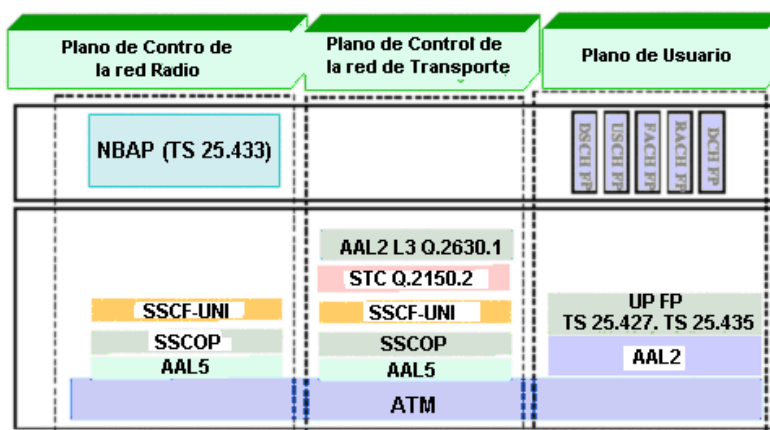 Plano de Contro de
la red Radio
Plano de Control de
la red de Transporte
Plano de Usuario
NBAP (TS 25.433)
DSCH FP
USCH FP
FACH FP
RACH FP
DCH FP
AAL2 L3 Q.2630.1
STC Q.2150.2
SSCF-UNI
SSCF-UNI
UP FP
TS 25.427. TS 25.435
SSCOP
SSCOP
AAL2
AAL5
AAL5
ATM